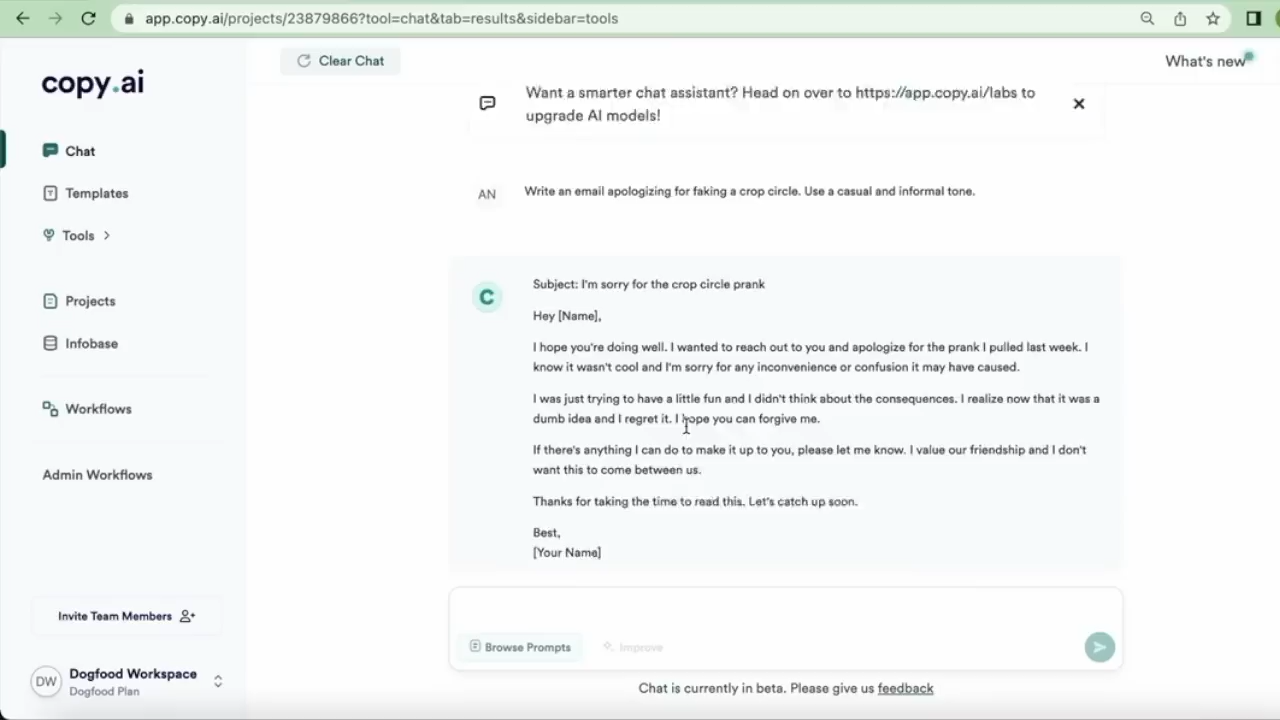 app.copy.ai/projects/23879866?tool=chat&tab=results&sidebar=tools
copy.ai
Chat
Templates
Tools
Projects
Infobase
Workflows
Admin Workflows
Invite Team Members
DW
Dogfood Workspace
Dogfood Plan
Clear Chat
What's new
Want a smarter chat assistant? Head on over to https://app.copy.ai/labs to
upgrade AI models!
AN
Write an email apologizing for faking a crop circle. Use a casual and informal tone.
C
Subject: I'm sorry for the crop circle prank
Hey [Name],
I hope you're doing well. I wanted to reach out to you and apologize for the prank I pulled last week. I
know it wasn't cool and I'm sorry for any inconvenience or confusion it may have caused.
I was just trying to have a little fun and I didn't think about the consequences. I realize now that it was a
dumb idea and I regret it. I hope you can forgive me.
If there's anything I can do to make it up to you, please let me know. I value our friendship and I don't
want this to come between us.
Thanks for taking the time to read this. Let's catch up soon.
Best,
[Your Name]
Browse Prompts
Improve
Chat is currently in beta. Please give us feedback